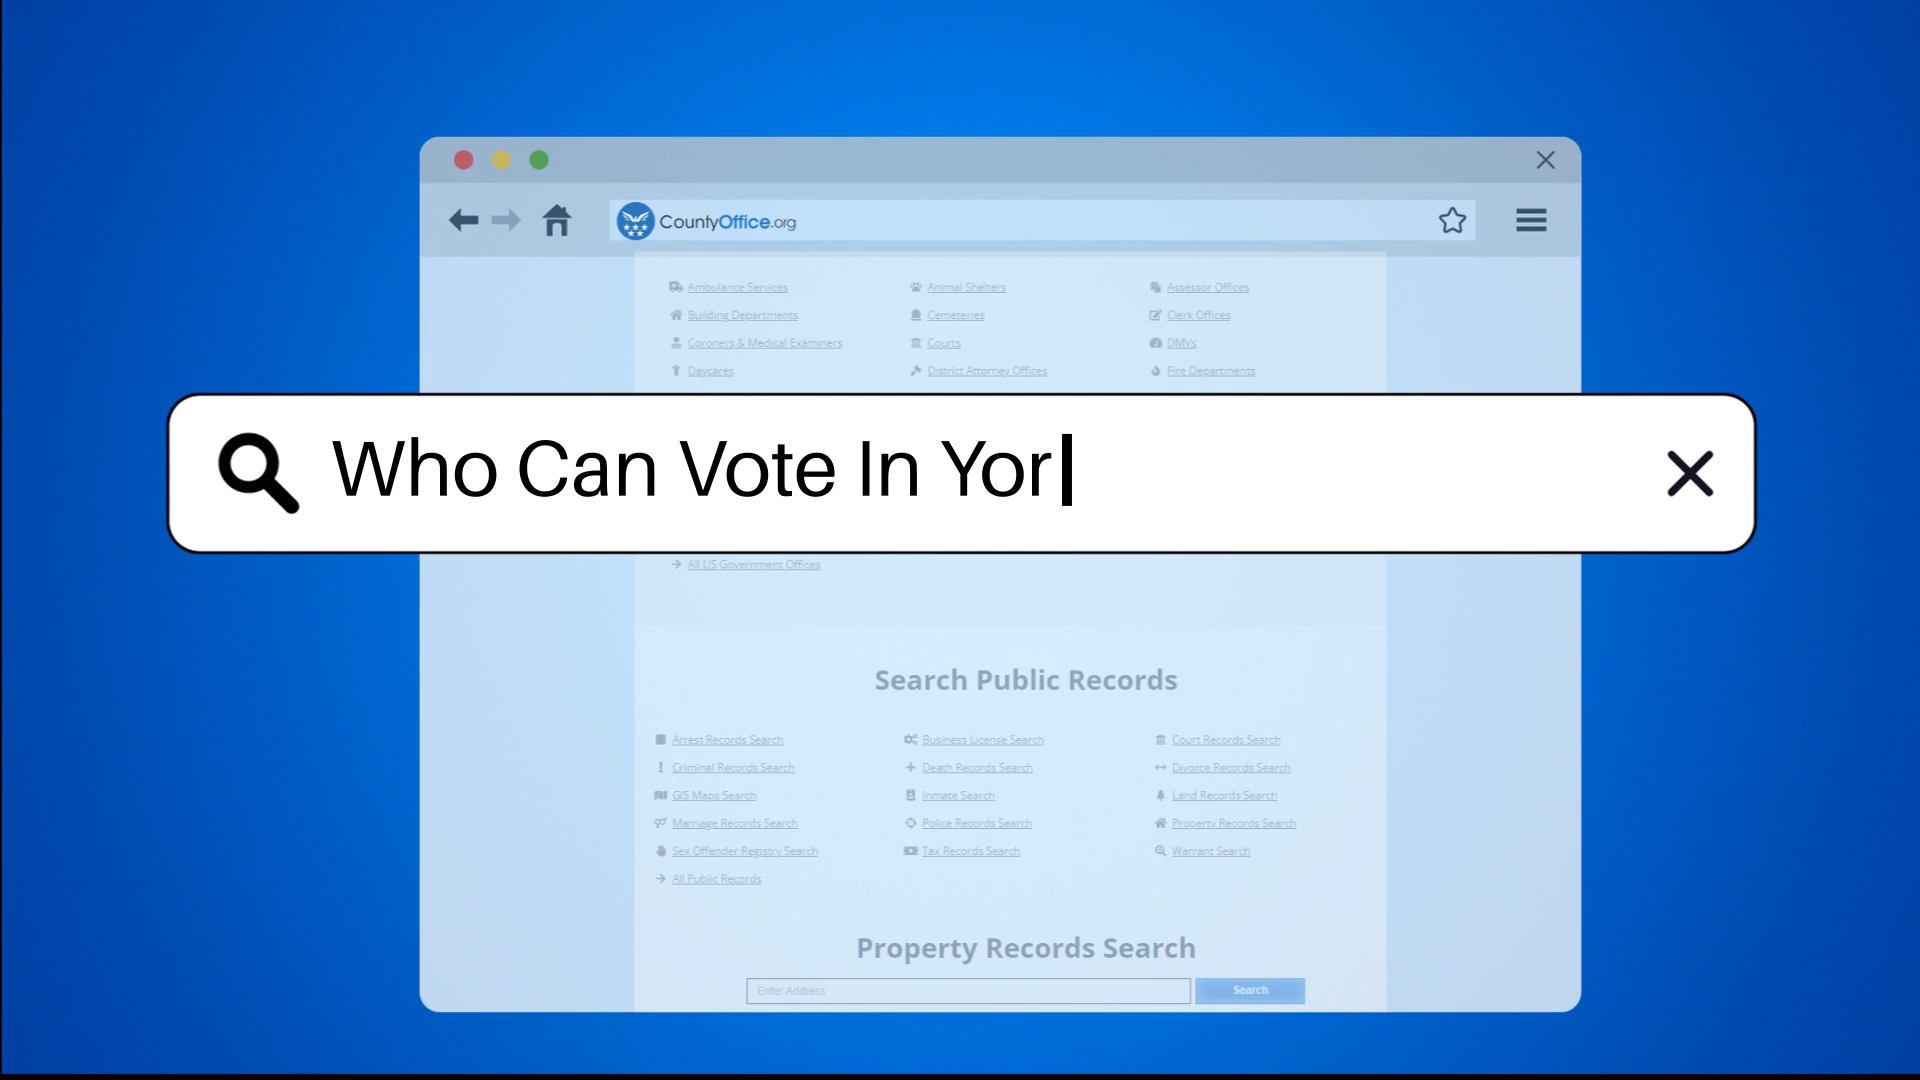 CountyOffice.org
Ambulance Services Animal Shelters Assessor Offices
Building Departments Cemeteries Clerk Offices
Coroners & Medical Examiners Courts DMVs
Daycares District Attorney Offices Fire Departments
Who Can Vote In Yor
All US Government Offices
Search Public Records
Arrest Records Search Business License Search Court Records Search
Criminal Records Search Death Records Search Divorce Records Search
GIS Maps Search Inmate Search Land Records Search
Marriage Records Search Police Records Search Property Records Search
Sex Offender Registry Search Tax Records Search Warrant Search
All Public Records
Property Records Search
Enter Address Search